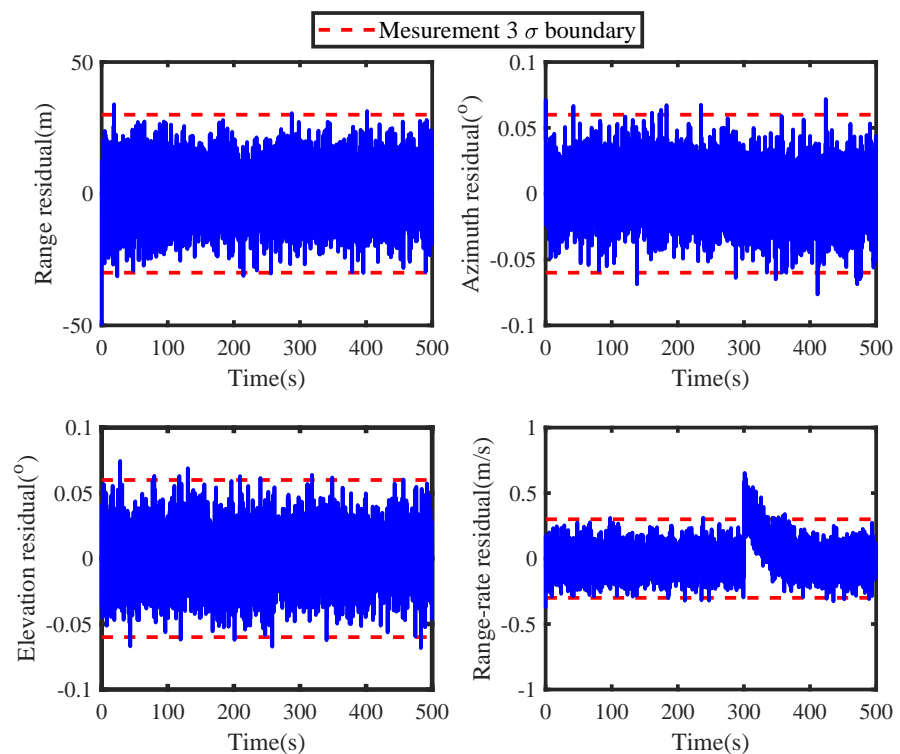 Mesurement 3 σ boundary
50
0
-50
Range residual(m)
0 100 200 300 400 500
Time(s)
0.1
0.05
0
-0.05
-0.1
Azimuth residual(o)
0 100 200 300 400 500
Time(s)
0.1
0.05
0
-0.05
-0.1
Elevation residual(o)
0 100 200 300 400 500
Time(s)
1
0.5
0
-0.5
-1
Range-rate residual(m/s)
0 100 200 300 400 500
Time(s)